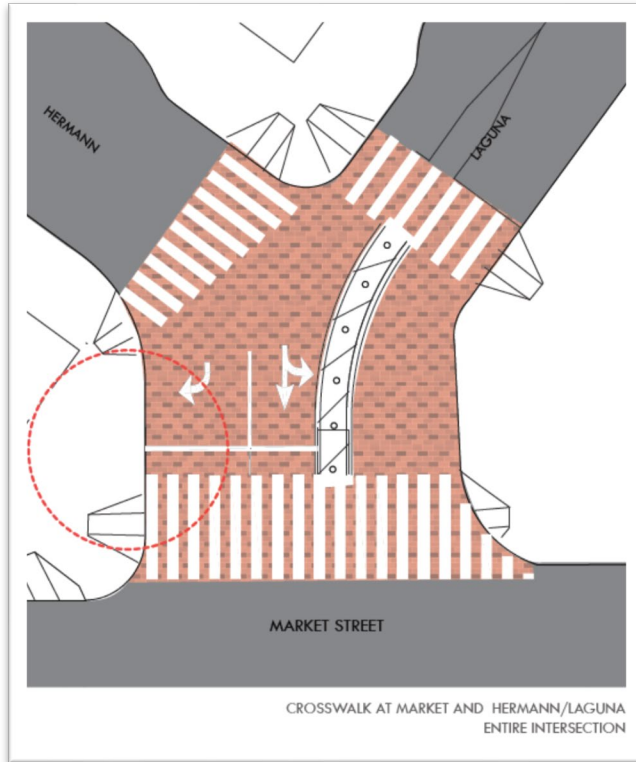 HERMANN
LAGUNA
MARKET STREET
CROSSWALK AT MARKET AND HERMANN/LAGUNA
ENTIRE INTERSECTION